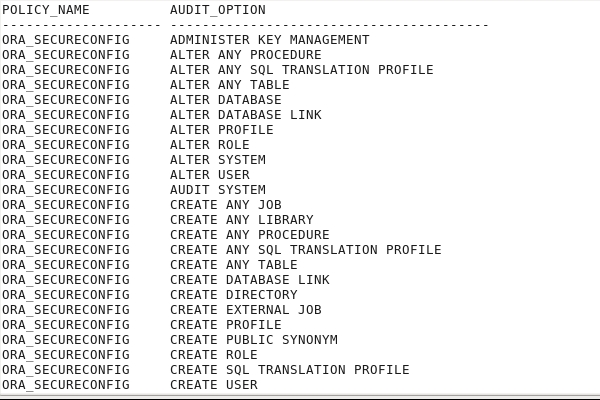 POLICY_NAME          AUDIT_OPTION
-------------------- ----------------------------------------
ORA_SECURECONFIG     ADMINISTER KEY MANAGEMENT
ORA_SECURECONFIG     ALTER ANY PROCEDURE
ORA_SECURECONFIG     ALTER ANY SQL TRANSLATION PROFILE
ORA_SECURECONFIG     ALTER ANY TABLE
ORA_SECURECONFIG     ALTER DATABASE
ORA_SECURECONFIG     ALTER DATABASE LINK
ORA_SECURECONFIG     ALTER PROFILE
ORA_SECURECONFIG     ALTER ROLE
ORA_SECURECONFIG     ALTER SYSTEM
ORA_SECURECONFIG     ALTER USER
ORA_SECURECONFIG     AUDIT SYSTEM
ORA_SECURECONFIG     CREATE ANY JOB
ORA_SECURECONFIG     CREATE ANY LIBRARY
ORA_SECURECONFIG     CREATE ANY PROCEDURE
ORA_SECURECONFIG     CREATE ANY SQL TRANSLATION PROFILE
ORA_SECURECONFIG     CREATE ANY TABLE
ORA_SECURECONFIG     CREATE DATABASE LINK
ORA_SECURECONFIG     CREATE DIRECTORY
ORA_SECURECONFIG     CREATE EXTERNAL JOB
ORA_SECURECONFIG     CREATE PROFILE
ORA_SECURECONFIG     CREATE PUBLIC SYNONYM
ORA_SECURECONFIG     CREATE ROLE
ORA_SECURECONFIG     CREATE SQL TRANSLATION PROFILE
ORA_SECURECONFIG     CREATE USER